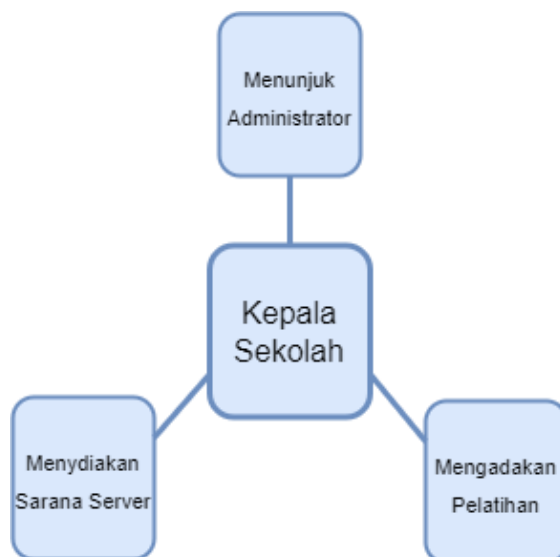 Menunjuk
Administrator
Kepala
Sekolah
Menydiakan
Sarana Server
Mengadakan
Pelatihan